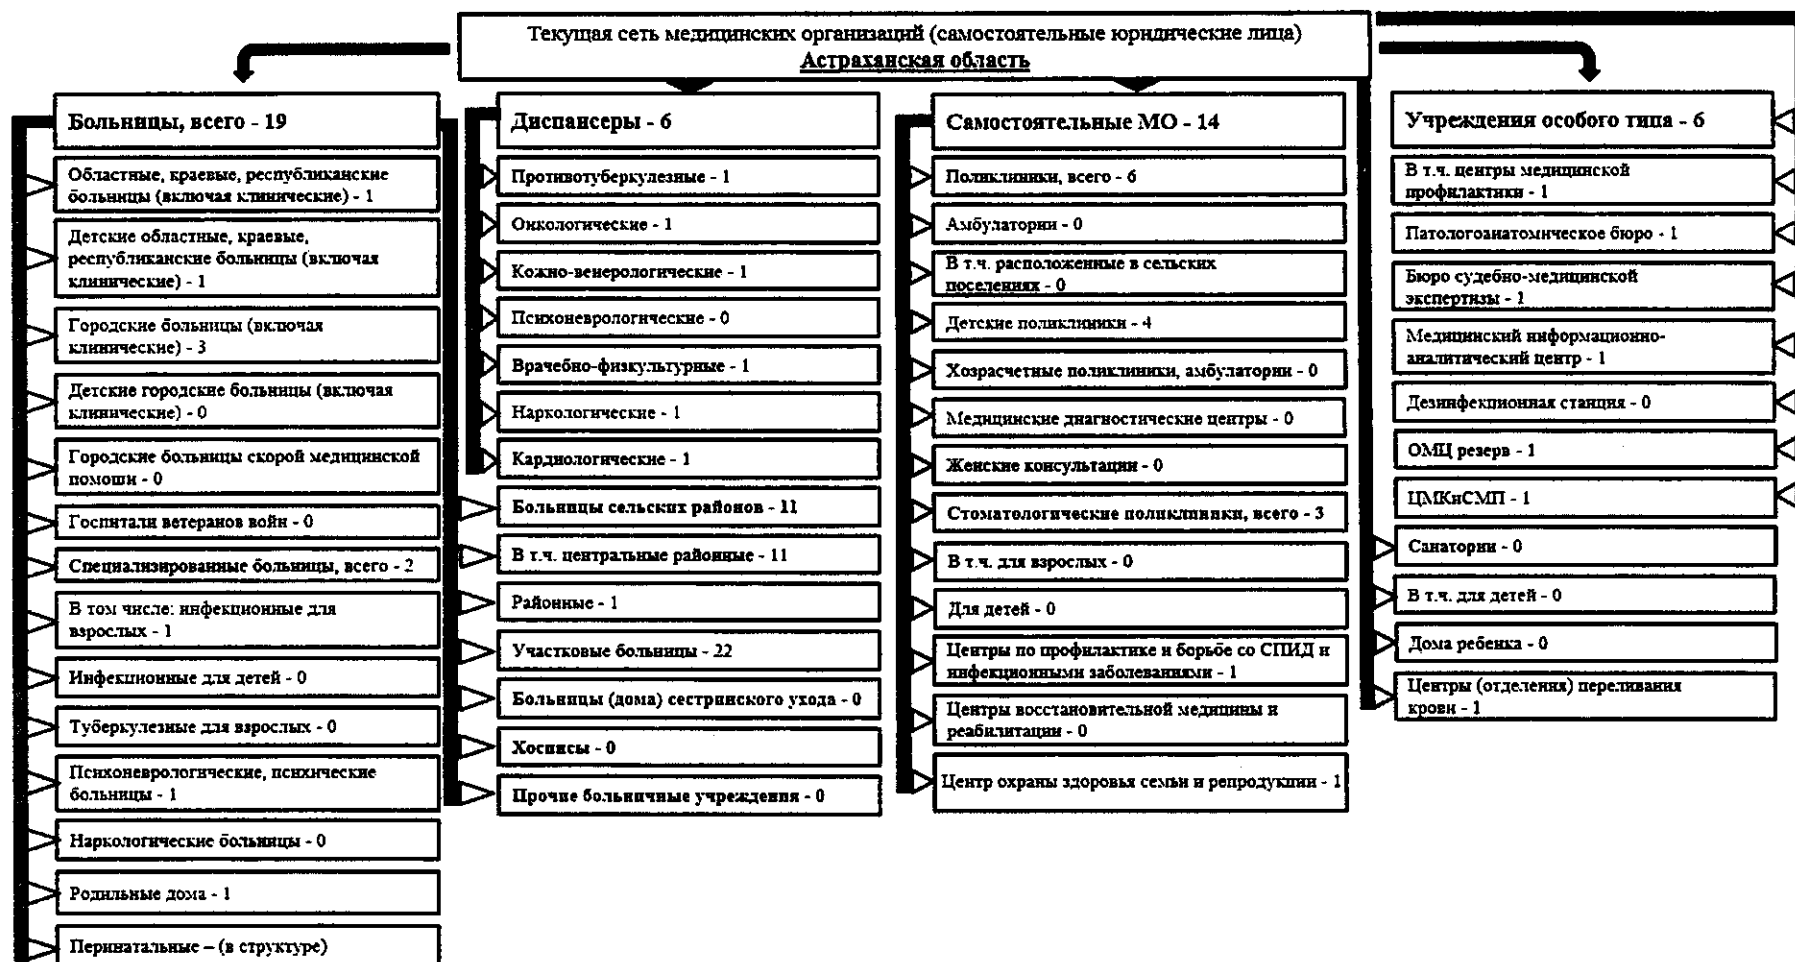 Текущая сеть медицинских организаций (самостоятельные юридические лица)
Астраханская область
Больницы, всего - 19
Областные, краевые, республиканские
больницы (включая клинические) - 1
Детские областные, краевые,
республиканские больницы (включая
клинические) - 1
Городские больницы (включая
клинические) - 3
Детские городские больницы (включая
клинические) - 0
Городские больницы скорой медицинской
помощи - 0
Госпитали ветеранов войн - 0
Специализированные больницы, всего - 2
В том числе: инфекционные для
взрослых - 1
Инфекционные для детей - 0
Туберкулезные для взрослых - 0
Психоневрологические, психические
больницы - 1
Наркологические больницы - 0
Родильные дома - 1
Перинатальные – (в структуре)
Диспансеры - 6
Противотуберкулезные - 1
Онкологические - 1
Кожно-венерологические - 1
Психоневрологические - 0
Врачебно-физкультурные - 1
Наркологические - 1
Кардиологические - 1
Больницы сельских районов - 11
В т.ч. центральные районные - 11
Районные - 1
Участковые больницы - 22
Больницы (дома) сестринского ухода - 0
Хосписы - 0
Прочие больничные учреждения - 0
Самостоятельные МО - 14
Поликлиники, всего - 6
Амбулатории - 0
В т.ч. расположенные в сельских
поселениях - 0
Детские поликлиники - 4
Хозрасчетные поликлиники, амбулатории - 0
Медицинские диагностические центры - 0
Женские консультации - 0
Стоматологические поликлиники, всего - 3
В т.ч. для взрослых - 0
Для детей - 0
Центры по профилактике и борьбе со СПИД и
инфекционными заболеваниями - 1
Центры восстановительной медицины и
реабилитации - 0
Центр охраны здоровья семьи и репродукции - 1
Учреждения особого типа - 6
В т.ч. центры медицинской
профилактики - 1
Патологоанатомическое бюро - 1
Бюро судебно-медицинской
экспертизы - 1
Медицинский информационно-
аналитический центр - 1
Дезинфекционная станция - 0
ОМЦ резерв - 1
ЦМКиСМП - 1
Санатории - 0
В т.ч. для детей - 0
Дома ребенка - 0
Центры (отделения) переливания
крови - 1